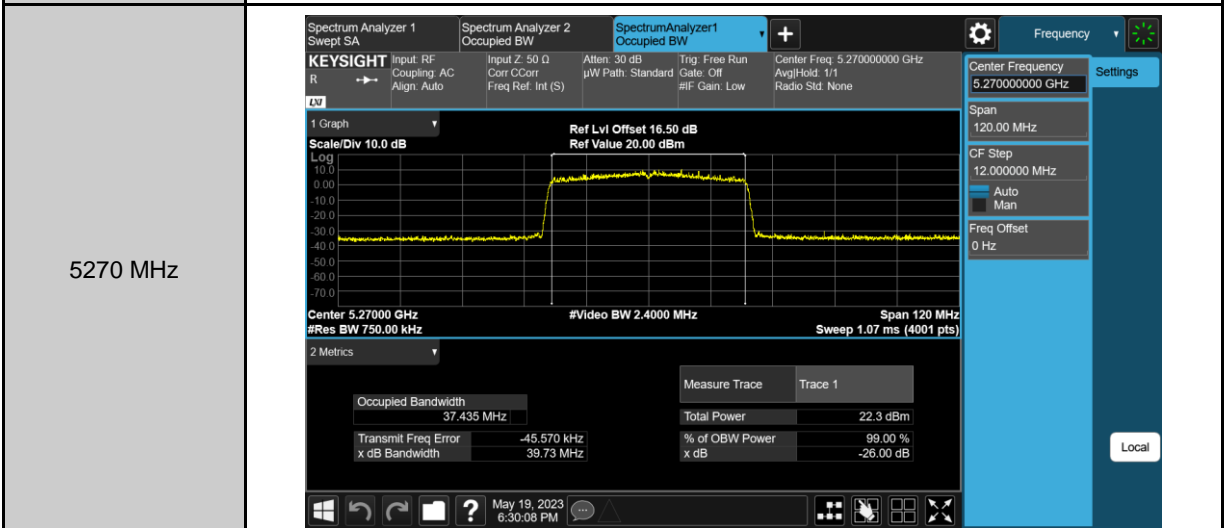 5270 MHz
Spectrum Analyzer 1
Swept SA
Spectrum Analyzer 2
Occupied BW
SpectrumAnalyzer1
Occupied BW
Frequency
KEYSIGHT
R
LXI
Input: RF
Coupling: AC
Align: Auto
Input Z: 50 Ω
Corr CCorr
Freq Ref: Int (S)
Atten: 30 dB
µW Path: Standard
Trig: Free Run
Gate: Off
#IF Gain: Low
Center Freq: 5.270000000 GHz
Avg|Hold: 1/1
Radio Std: None
Center Frequency
5.270000000 GHz
Settings
Span
120.00 MHz
CF Step
12.000000 MHz
Auto
Man
Freq Offset
0 Hz
Local
1 Graph
Scale/Div 10.0 dB
Ref Lvl Offset 16.50 dB
Ref Value 20.00 dBm
Log
10.0
0.00
-10.0
-20.0
-30.0
-40.0
-50.0
-60.0
-70.0
Center 5.27000 GHz
#Video BW 2.4000 MHz
Span 120 MHz
#Res BW 750.00 kHz
Sweep 1.07 ms (4001 pts)
2 Metrics
Measure Trace Trace 1
Occupied Bandwidth
37.435 MHz
Total Power 22.3 dBm
Transmit Freq Error -45.570 kHz
% of OBW Power 99.00 %
x dB Bandwidth 39.73 MHz
x dB -26.00 dB
?
May 19, 2023
6:30:08 PM